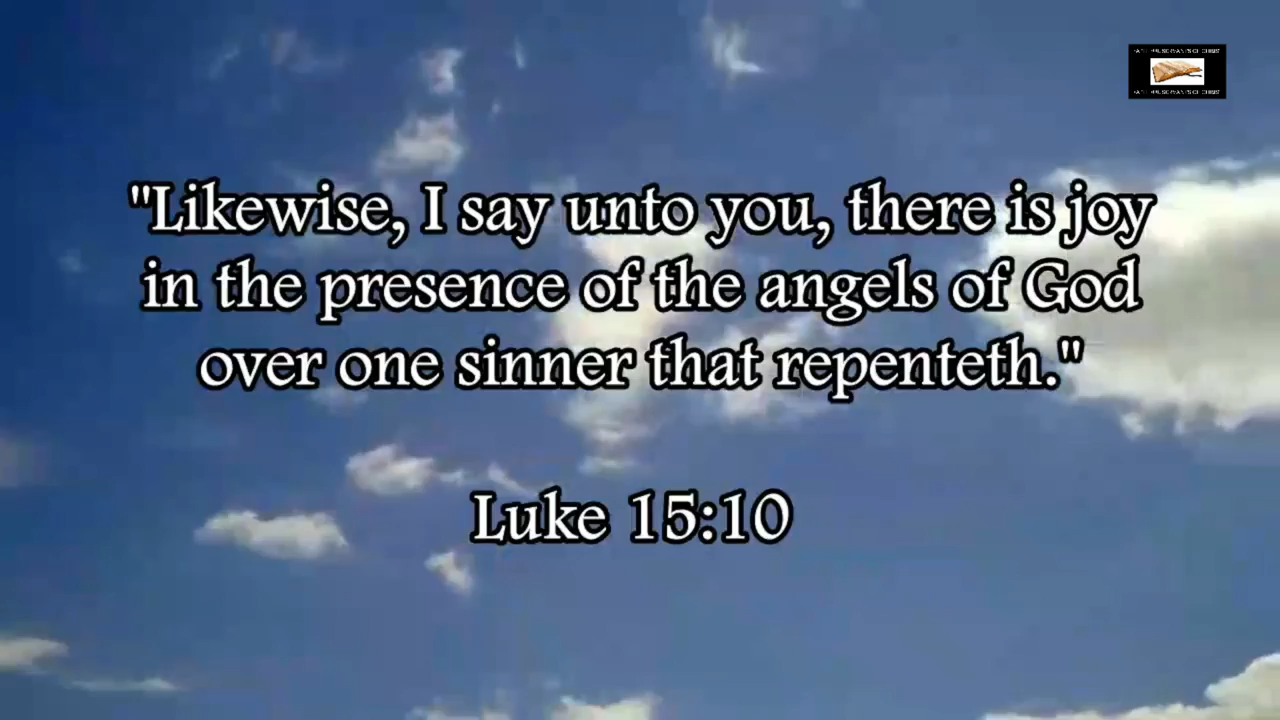 "Likewise, I say unto you, there is joy
in the presence of the angels of God
over one sinner that repenteth."
Luke 15:10